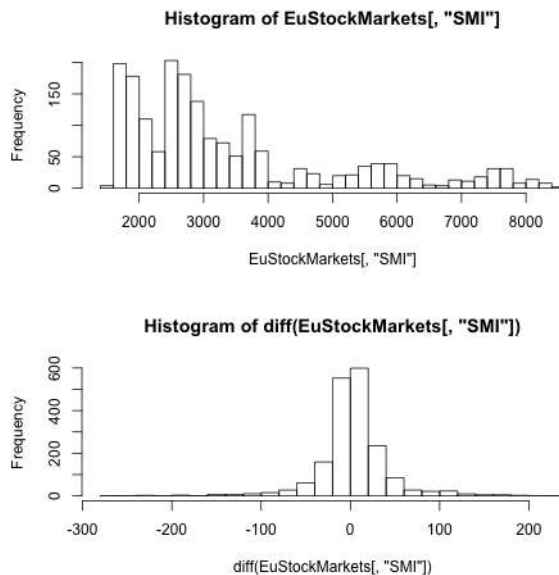 Histogram of EuStockMarkets[, "SMI"]
Frequency
0 50 150
2000 3000 4000 5000 6000 7000 8000
EuStockMarkets[, "SMI"]
Histogram of diff(EuStockMarkets[, "SMI"])
Frequency
0 200 400 600
-300 -200 -100 0 100 200
diff(EuStockMarkets[, "SMI"])